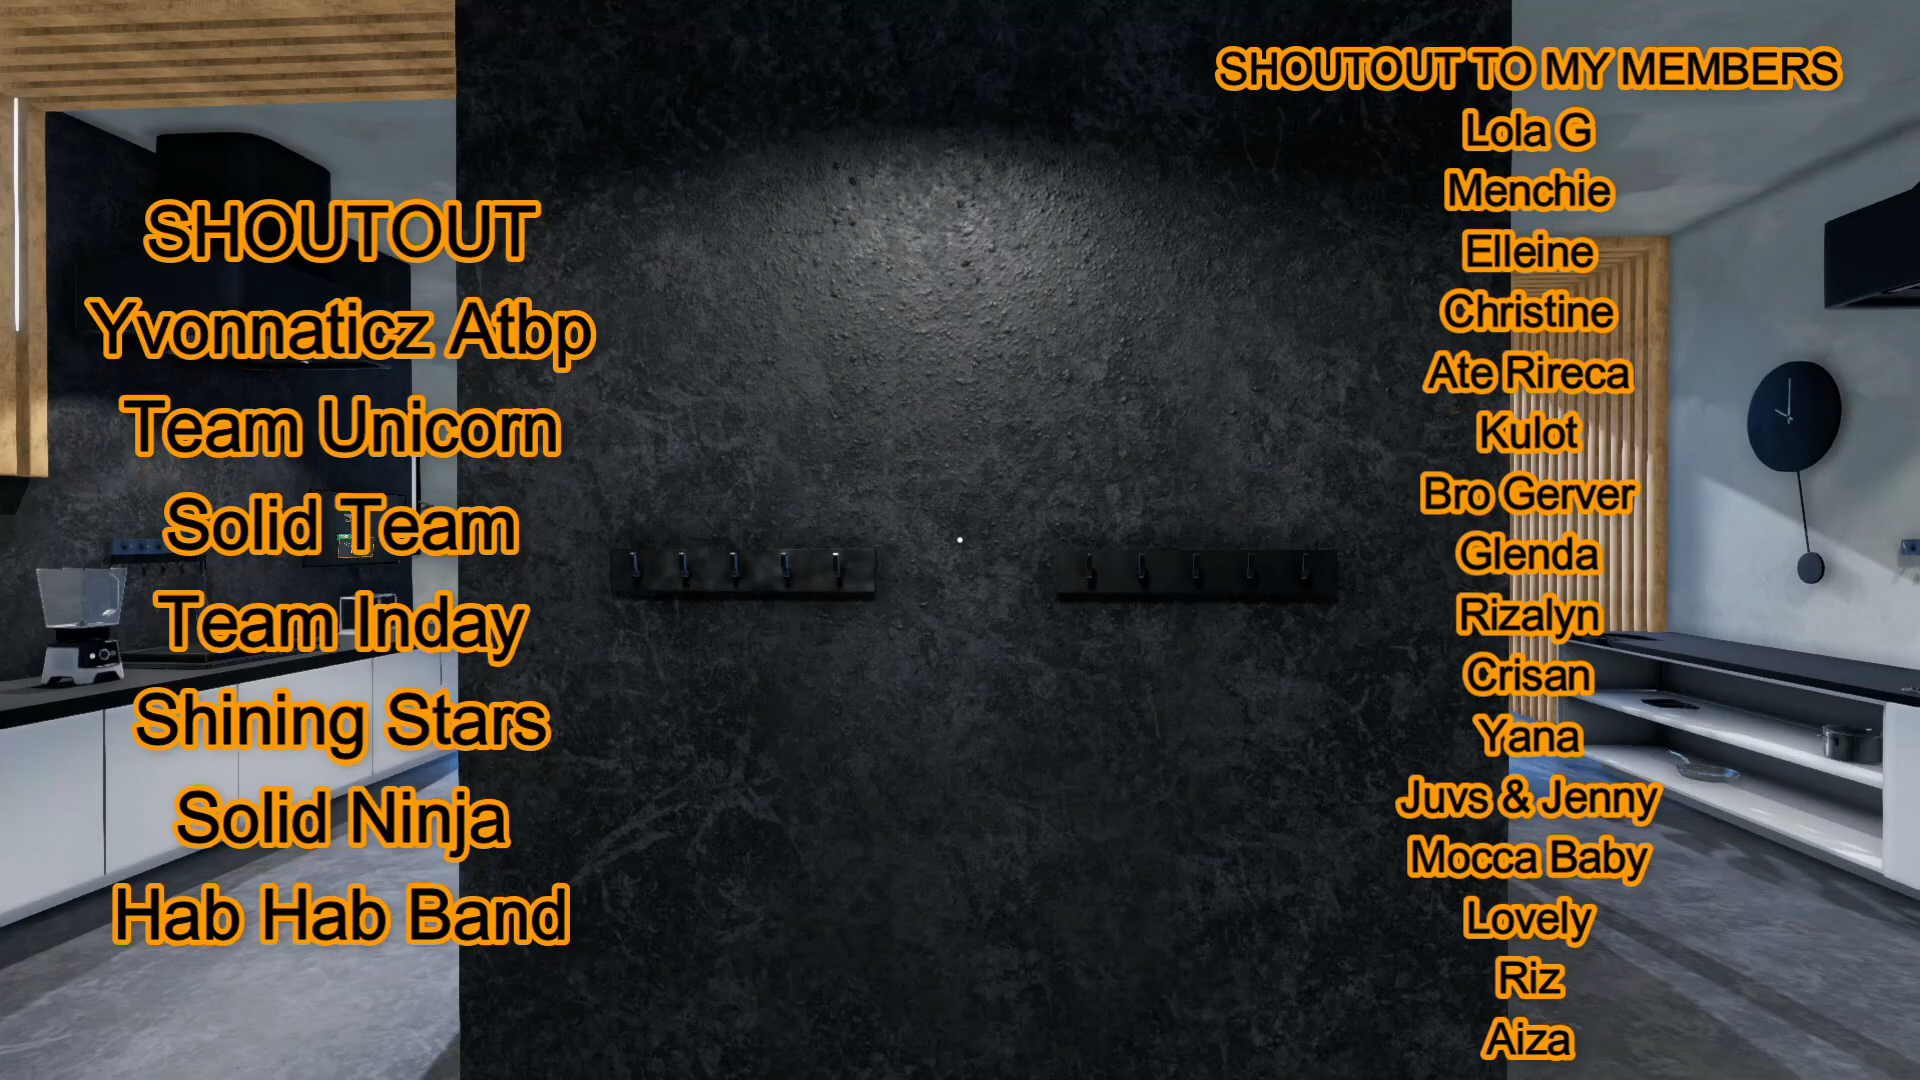 SHOUTOUT
Yvonnaticz Atbp
Team Unicorn
Solid Team
Team Inday
Shining Stars
Solid Ninja
Hab Hab Band
SHOUTOUT TO MY MEMBERS
Lola G
Menchie
Elleine
Christine
Ate Rireca
Kulot
Bro Gerver
Glenda
Rizalyn
Crisan
Yana
Juvs & Jenny
Mocca Baby
Lovely
Riz
Aiza